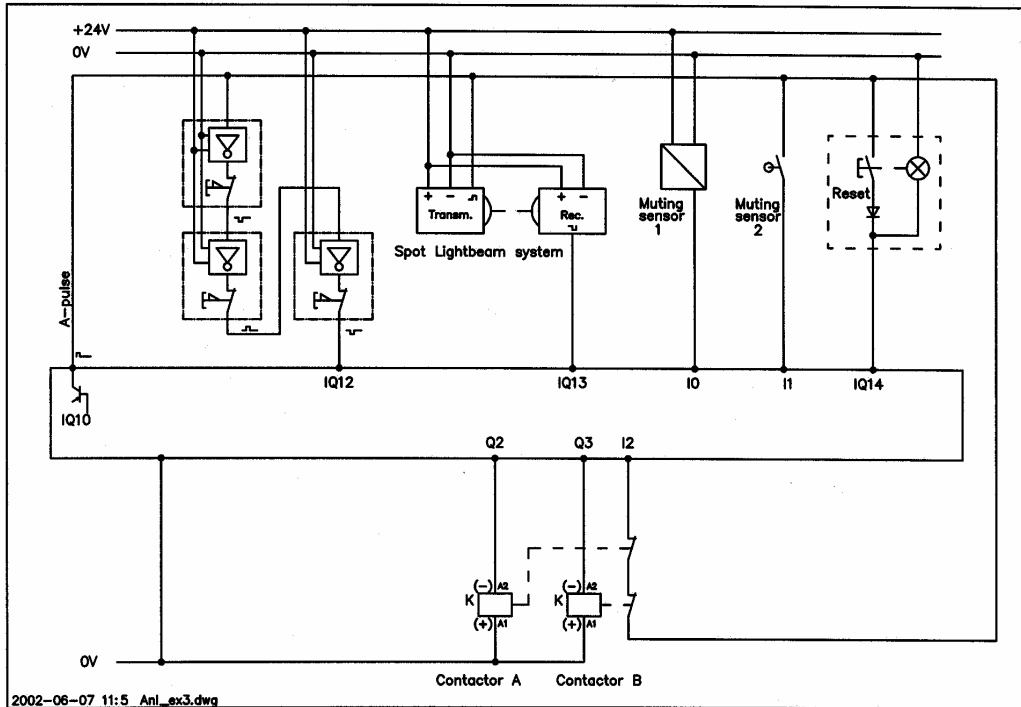 +24V
0V
A-pulse
+ − + −
Transm. Rec.
Spot Lightbeam system
Muting
sensor
1
Muting
sensor
2
Reset
IQ10
IQ12
IQ13
I0
I1
IQ14
Q2
Q3
I2
(−) A2
K
(+) A1
(−) A2
K
(+) A1
0V
Contactor A
Contactor B
2002-06-07 11:5 Anl_ex3.dwg